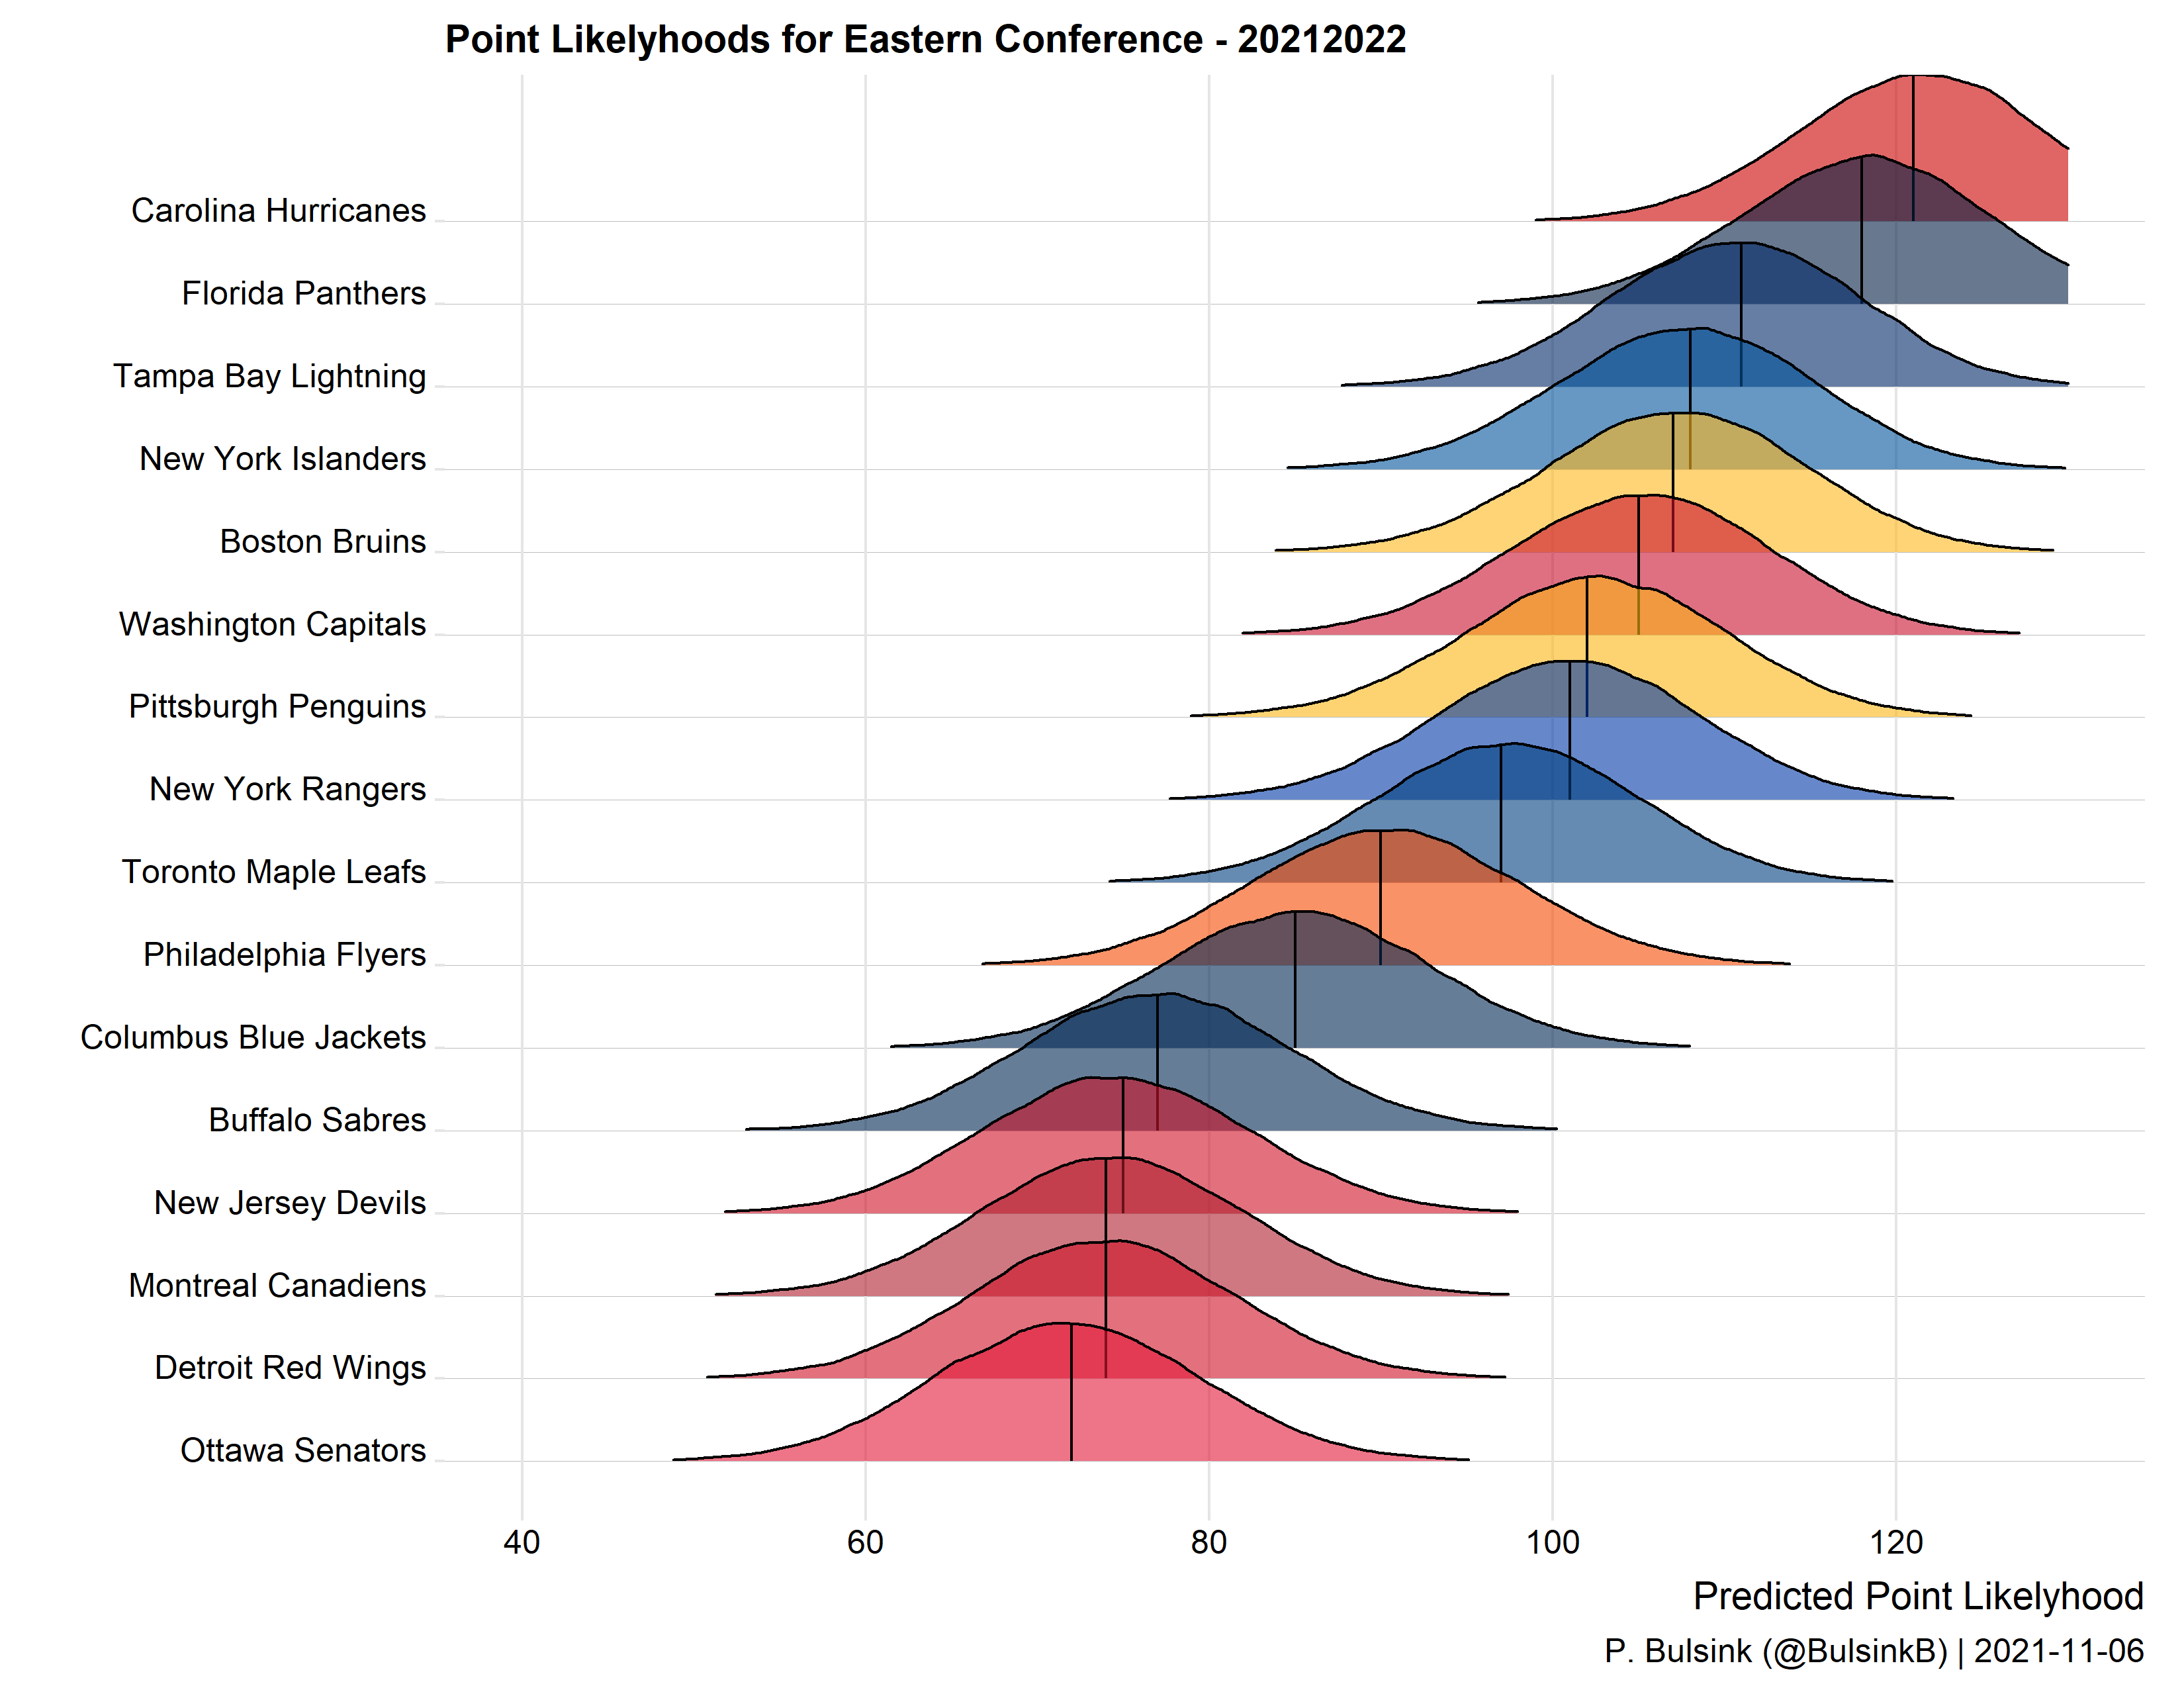 Point Likelyhoods for Eastern Conference - 20212022
Carolina Hurricanes
Florida Panthers
Tampa Bay Lightning
New York Islanders
Boston Bruins
Washington Capitals
Pittsburgh Penguins
New York Rangers
Toronto Maple Leafs
Philadelphia Flyers
Columbus Blue Jackets
Buffalo Sabres
New Jersey Devils
Montreal Canadiens
Detroit Red Wings
Ottawa Senators
40 60 80 100 120
Predicted Point Likelyhood
P. Bulsink (@BulsinkB) | 2021-11-06